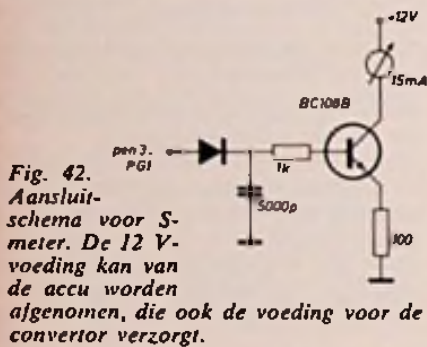 +12V
15mA
BC108B
pen 3.
PG1
1k
5000p
100
Fig. 42.
Aansluit-
schema voor S-
meter. De 12 V-
voeding kan van
de accu worden
afgenomen, die ook de voeding voor de
convertor verzorgt.